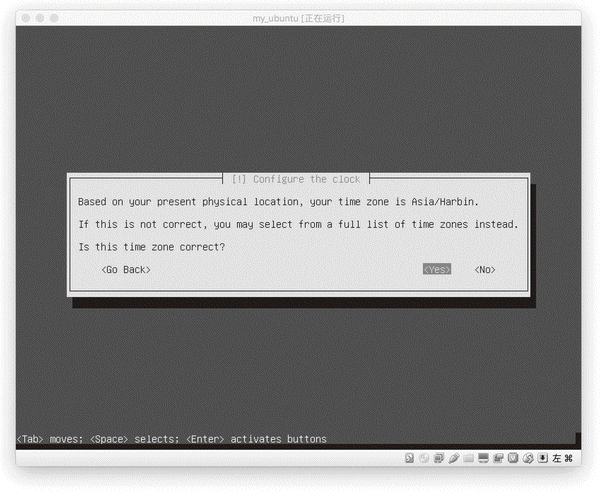 my_ubuntu [正在运行]
[!] Configure the clock
Based on your present physical location, your time zone is Asia/Harbin.
If this is not correct, you may select from a full list of time zones instead.
Is this time zone correct?
<Go Back> <Yes> <No>
<Tab> moves; <Space> selects; <Enter> activates buttons
左 ⌘